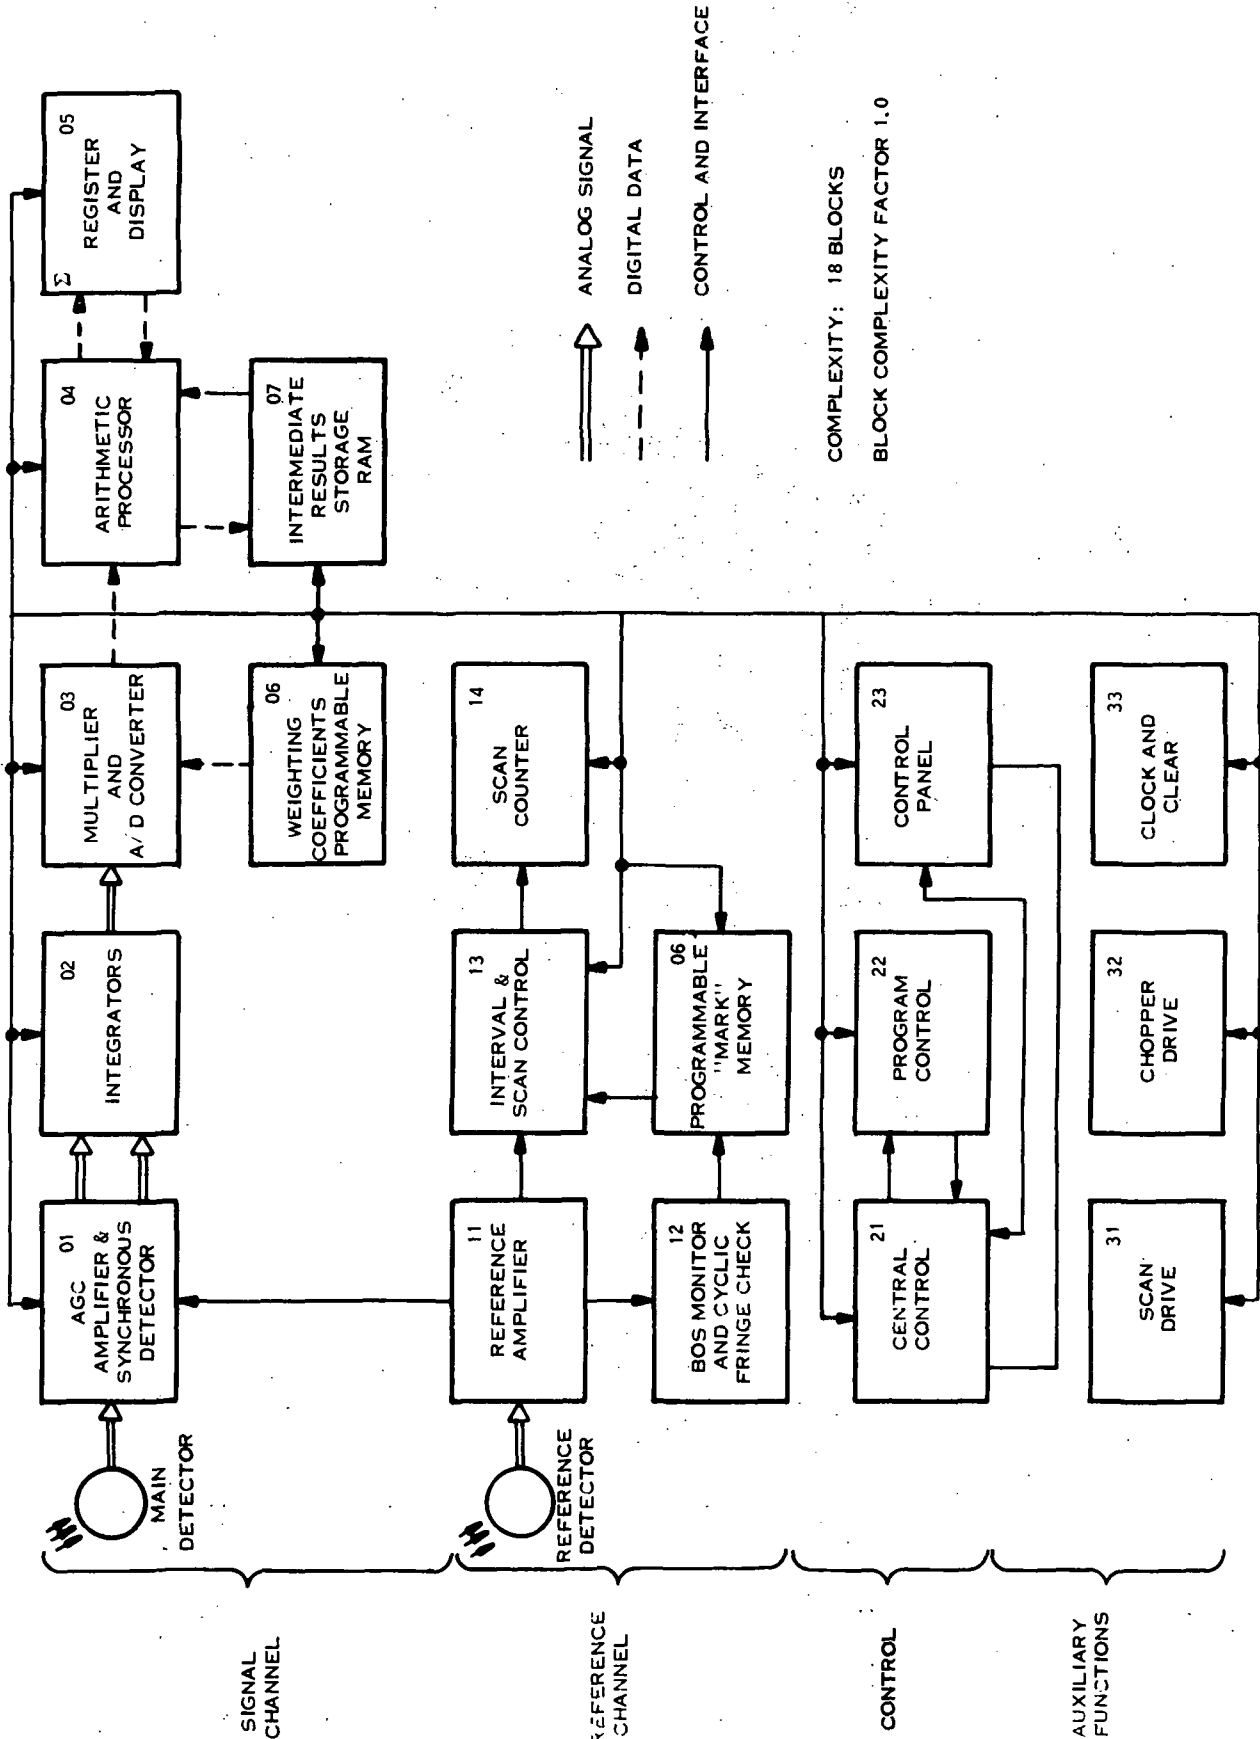 SIGNAL
CHANNEL
MAIN
DETECTOR
01
AGC
AMPLIFIER &
SYNCHRONOUS
DETECTOR
02
INTEGRATORS
03
MULTIPLIER
AND
A/D CONVERTER
04
ARITHMETIC
PROCESSOR
05
Σ
REGISTER
AND
DISPLAY
06
WEIGHTING
COEFFICIENTS
PROGRAMMABLE
MEMORY
07
INTERMEDIATE
RESULTS
STORAGE
RAM
REFERENCE
CHANNEL
REFERENCE
DETECTOR
11
REFERENCE
AMPLIFIER
13
INTERVAL &
SCAN CONTROL
14
SCAN
COUNTER
12
BOS MONITOR
AND CYCLIC
FRINGE CHECK
06
PROGRAMMABLE
"MARK"
MEMORY
ANALOG SIGNAL
DIGITAL DATA
CONTROL AND INTERFACE
COMPLEXITY: 18 BLOCKS
BLOCK COMPLEXITY FACTOR 1.0
CONTROL
21
CENTRAL
CONTROL
22
PROGRAM
CONTROL
23
CONTROL
PANEL
AUXILIARY
FUNCTIONS
31
SCAN
DRIVE
32
CHOPPER
DRIVE
33
CLOCK AND
CLEAR